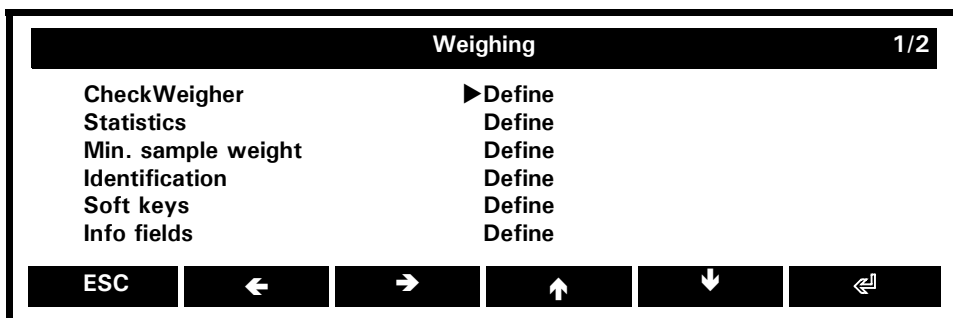 Weighing 1/2
CheckWeigher ▶Define
Statistics Define
Min. sample weight Define
Identification Define
Soft keys Define
Info fields Define
ESC